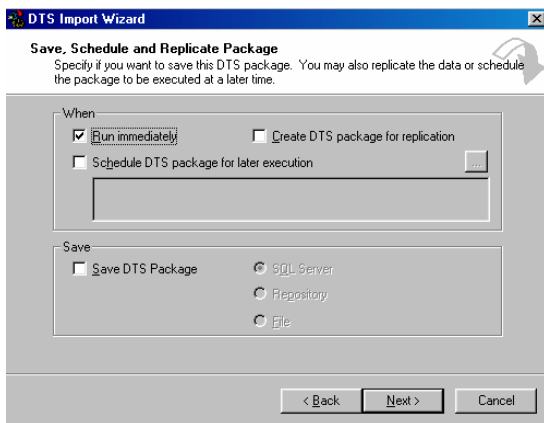 DTS Import Wizard
Save, Schedule and Replicate Package
Specify if you want to save this DTS package. You may also replicate the data or schedule
the package to be executed at a later time.
When
Run immediately
Create DTS package for replication
Schedule DTS package for later execution
...
Save
Save DTS Package
SQL Server
Repository
File
< Back
Next >
Cancel